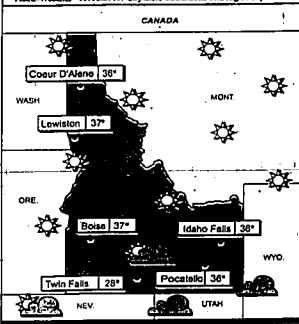 CANADA
Coeur D'Alene 36°
WASH
MONT.
Lewiston 37°
ORE.
Boise 37°
Idaho Falls 36°
WYO.
Twin Falls 28°
Pocatello 36°
NEV.
UTAH